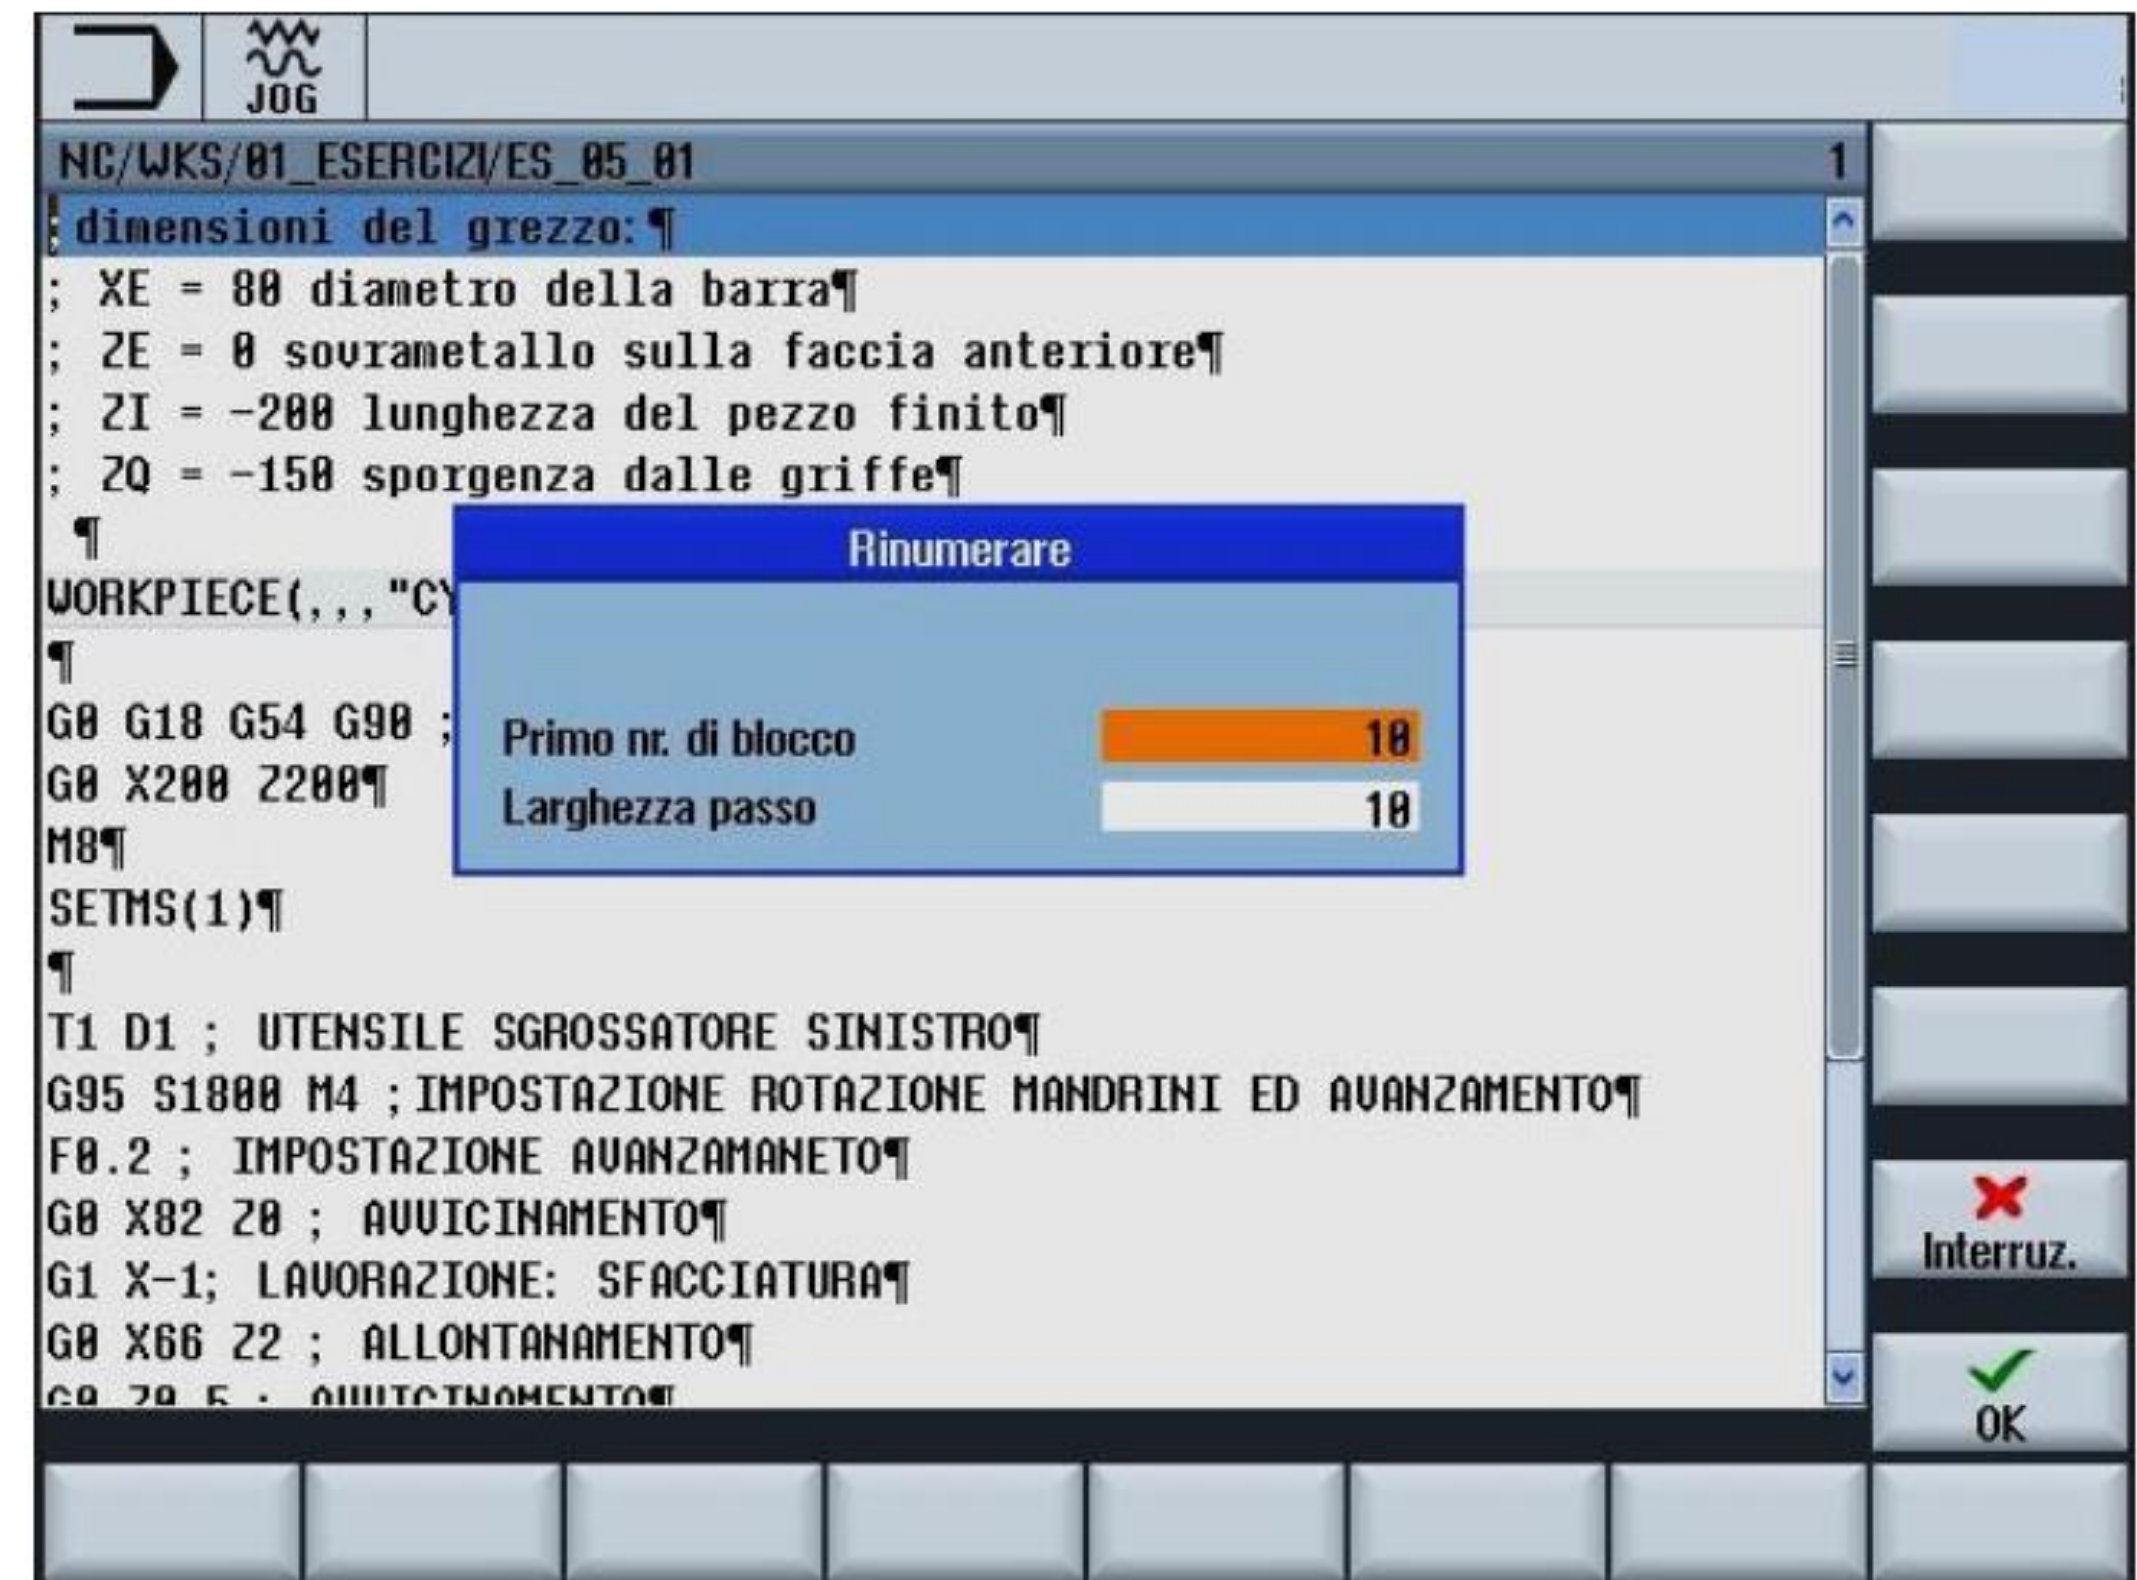 JOG
NC/WKS/01_ESERCIZI/ES_05_01 1
; dimensioni del grezzo:¶
; XE = 80 diametro della barra¶
; ZE = 0 sovrametallo sulla faccia anteriore¶
; ZI = -200 lunghezza del pezzo finito¶
; ZQ = -150 sporgenza dalle griffe¶
¶
WORKPIECE(,,,"CY
¶
G0 G18 G54 G90 ;
G0 X200 Z200¶
M8¶
SETMS(1)¶
¶
T1 D1 ; UTENSILE SGROSSATORE SINISTRO¶
G95 S1800 M4 ;IMPOSTAZIONE ROTAZIONE MANDRINI ED AVANZAMENTO¶
F0.2 ; IMPOSTAZIONE AVANZAMANETO¶
G0 X82 Z0 ; AVVICINAMENTO¶
G1 X-1; LAVORAZIONE: SFACCIATURA¶
G0 X66 Z2 ; ALLONTANAMENTO¶
Rinumerare
Primo nr. di blocco 10
Larghezza passo 10
Interruz.
OK